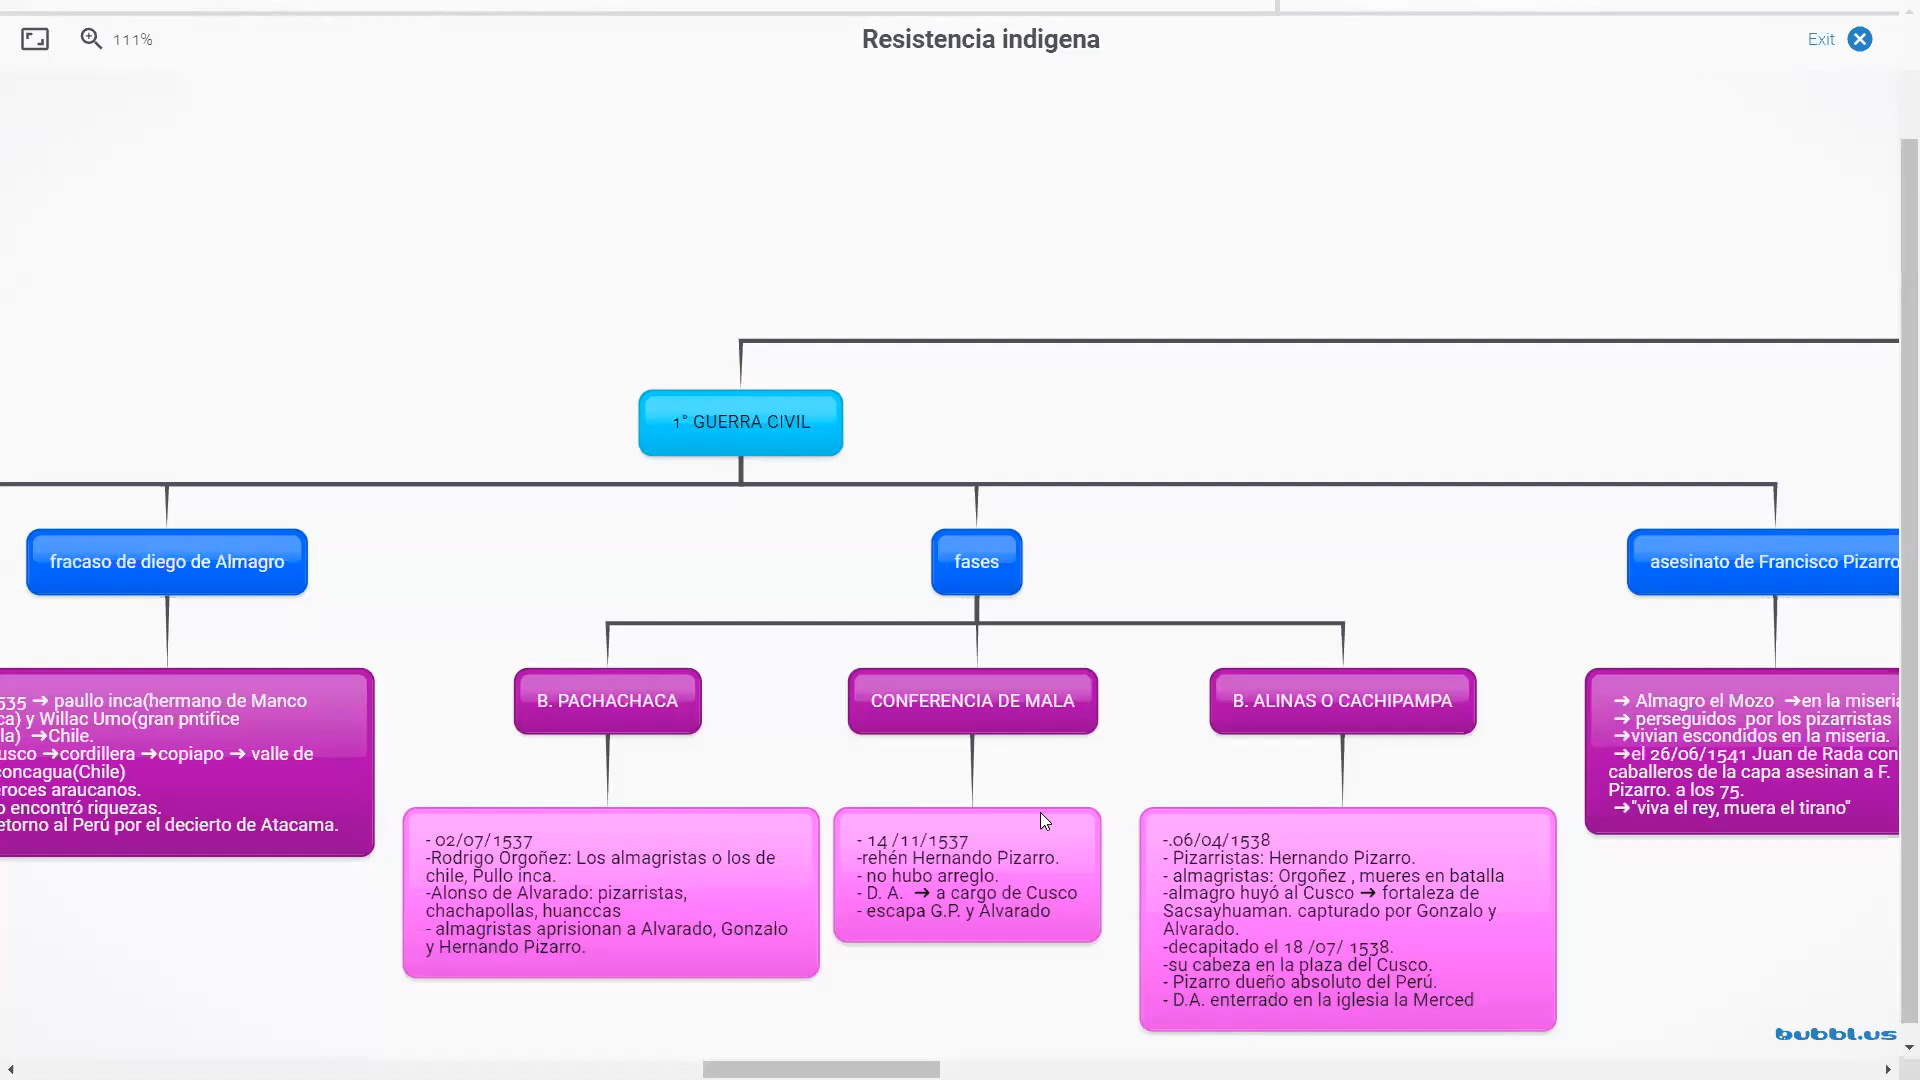 111%
Resistencia indigena
Exit
1° GUERRA CIVIL
fracaso de diego de Almagro
fases
asesinato de Francisco Pizarro
535 ➔ paullo inca(hermano de Manco
ca) y Willac Umo(gran pntifice
la) ➔Chile.
usco ➔cordillera ➔copiapo ➔ valle de
concagua(Chile)
eroces araucanos.
o encontró riquezas.
etorno al Perú por el decierto de Atacama.
B. PACHACHACA
CONFERENCIA DE MALA
B. ALINAS O CACHIPAMPA
➔ Almagro el Mozo ➔en la miseria
➔ perseguidos por los pizarristas
➔vivian escondidos en la miseria.
➔el 26/06/1541 Juan de Rada con
caballeros de la capa asesinan a F.
Pizarro. a los 75.
➔"viva el rey, muera el tirano"
- 02/07/1537
-Rodrigo Orgoñez: Los almagristas o los de
chile, Pullo ínca.
-Alonso de Alvarado: pizarristas,
chachapollas, huanccas
- almagristas aprisionan a Alvarado, Gonzalo
y Hernando Pizarro.
- 14 /11/1537
-rehén Hernando Pizarro.
- no hubo arreglo.
- D. A. ➔ a cargo de Cusco
- escapa G.P. y Alvarado
-.06/04/1538
- Pizarristas: Hernando Pizarro.
- almagristas: Orgoñez , mueres en batalla
-almagro huyó al Cusco ➔ fortaleza de
Sacsayhuaman. capturado por Gonzalo y
Alvarado.
-decapitado el 18 /07/ 1538.
-su cabeza en la plaza del Cusco.
- Pizarro dueño absoluto del Perú.
- D.A. enterrado en la iglesia la Merced
bubbl.us